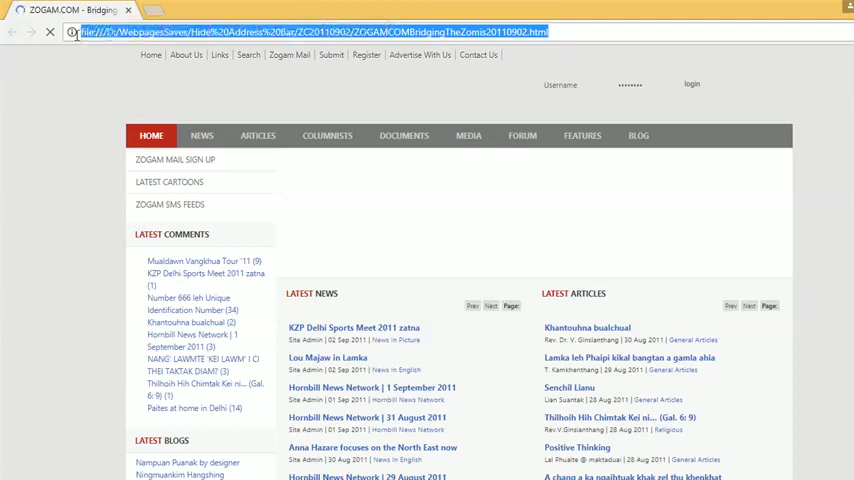 ZOGAM.COM - Bridging
file:///D:/WebpagesSaves/Hide%20Address%20Bar/ZC20110902/ZOGAMCOMBridgingTheZomis20110902.html
Home About Us Links Search Zogam Mail Submit Register Advertise With Us Contact Us
Username •••••••• login
HOME NEWS ARTICLES COLUMNISTS DOCUMENTS MEDIA FORUM FEATURES BLOG
ZOGAM MAIL SIGN UP
LATEST CARTOONS
ZOGAM SMS FEEDS
LATEST COMMENTS
Mualdawn Vangkhua Tour '11 (9)
KZP Delhi Sports Meet 2011 zatna
(1)
Number 666 leh Unique
Identification Number (34)
Khantouhna bualchual (2)
Hornbill News Network | 1
September 2011 (3)
NANG' LAWMTE 'KEI LAWM' I CI
THEI TAKTAK DIAM? (3)
Thilhoih Hih Chimtak Kei ni... (Gal.
6: 9) (1)
Paites at home in Delhi (14)
LATEST BLOGS
Nampuan Puanak by designer
Ningmuankim Hangshing
LATEST NEWS
Prev Next Page:
KZP Delhi Sports Meet 2011 zatna
Site Admin | 02 Sep 2011 | News In Picture
Lou Majaw in Lamka
Site Admin | 02 Sep 2011 | News In English
Hornbill News Network | 1 September 2011
Site Admin | 01 Sep 2011 | Hornbill News Network
Hornbill News Network | 31 August 2011
Site Admin | 01 Sep 2011 | Hornbill News Network
Anna Hazare focuses on the North East now
Site Admin | 30 Aug 2011 | News In English
Hornbill News Network | 29 August 2011
LATEST ARTICLES
Prev Next Page:
Khantouhna bualchual
Rev. Dr. V. Ginsianthang | 30 Aug 2011 | General Articles
Lamka leh Phaipi kikal bangtan a gamla ahia
T. Kamkhenthang | 29 Aug 2011 | General Articles
Senchil Lianu
Lian Suantak | 28 Aug 2011 | General Articles
Thilhoih Hih Chimtak Kei ni... (Gal. 6: 9)
Rev.V.Ginsianthang | 28 Aug 2011 | Religious
Positive Thinking
Lal Phualte @ maktaduai | 28 Aug 2011 | General Articles
A chang a ka ngaihtuah khak zel thu khenkhat